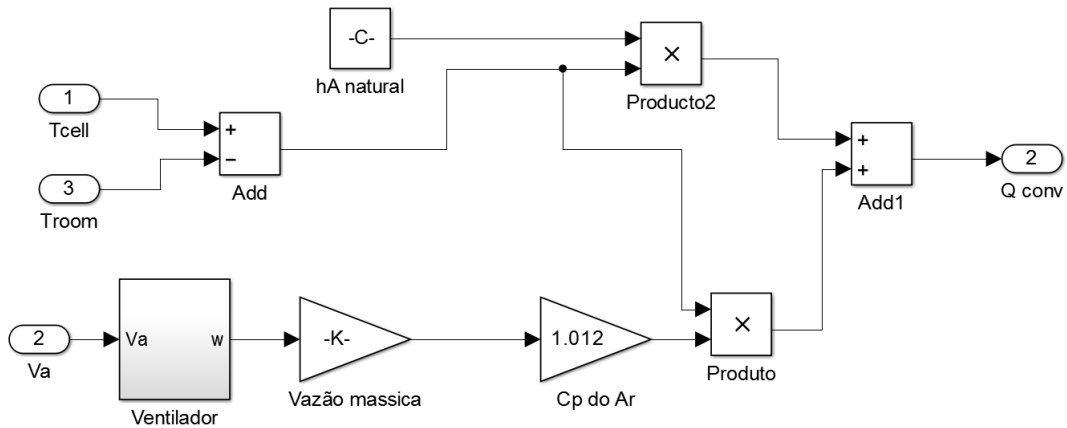 -C-
hA natural
×
Producto2
1
Tcell
+
−
Add
3
Troom
+
+
Add1
2
Q conv
2
Va
Va w
Ventilador
-K-
Vazão massica
1.012
Cp do Ar
×
Produto